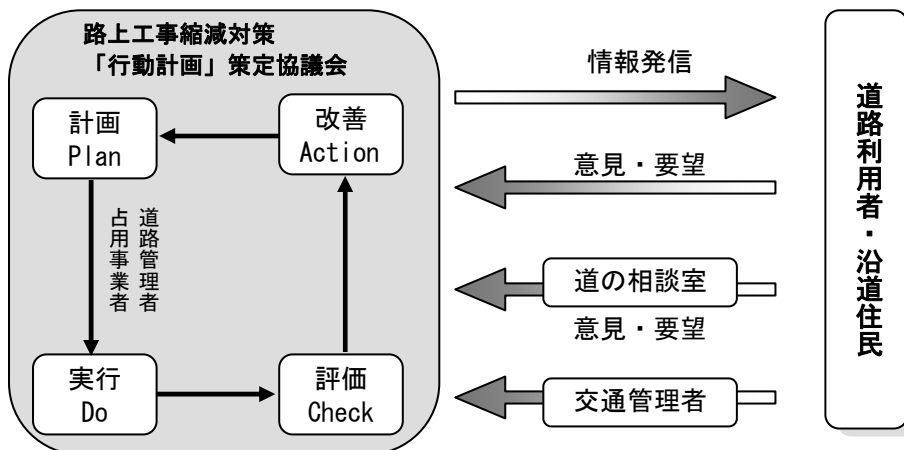 路上工事縮減対策
「行動計画」策定協議会
計画
Plan
改善
Action
道路管理者
占用事業者
実行
Do
評価
Check
情報発信
意見・要望
道の相談室
意見・要望
交通管理者
道路利用者・沿道住民